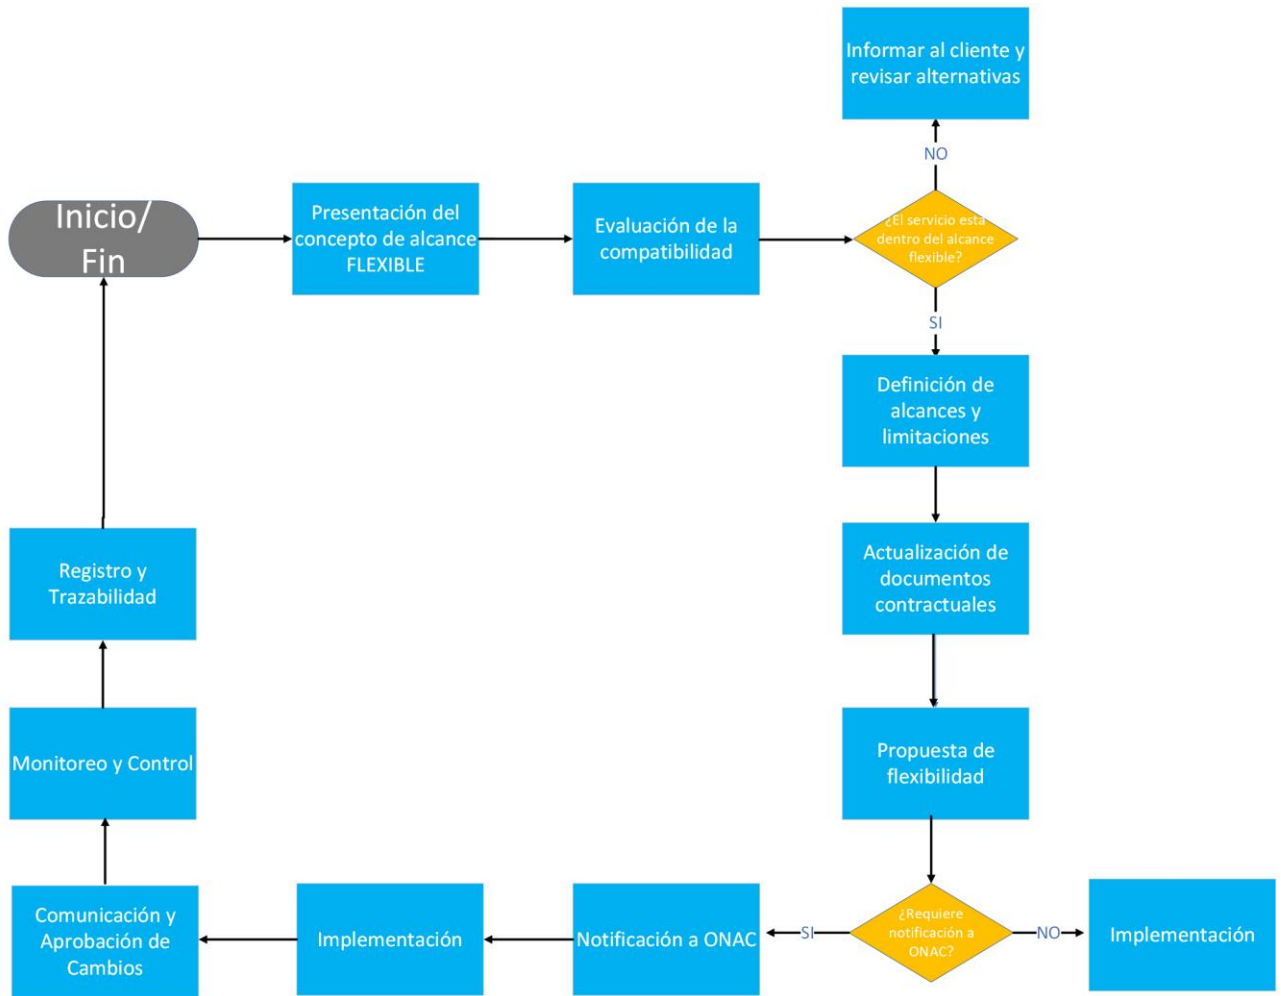 Informar al cliente y
revisar alternativas
NO
Inicio/
Fin
Presentación del
concepto de alcance
FLEXIBLE
Evaluación de la
compatibilidad
¿El servicio está
dentro del alcance
flexible?
SI
Definición de
alcances y
limitaciones
Actualización de
documentos
contractuales
Registro y
Trazabilidad
Propuesta de
flexibilidad
Monitoreo y Control
Comunicación y
Aprobación de
Cambios
Implementación
Notificación a ONAC
SI
¿Requiere
notificación a
ONAC?
NO
Implementación